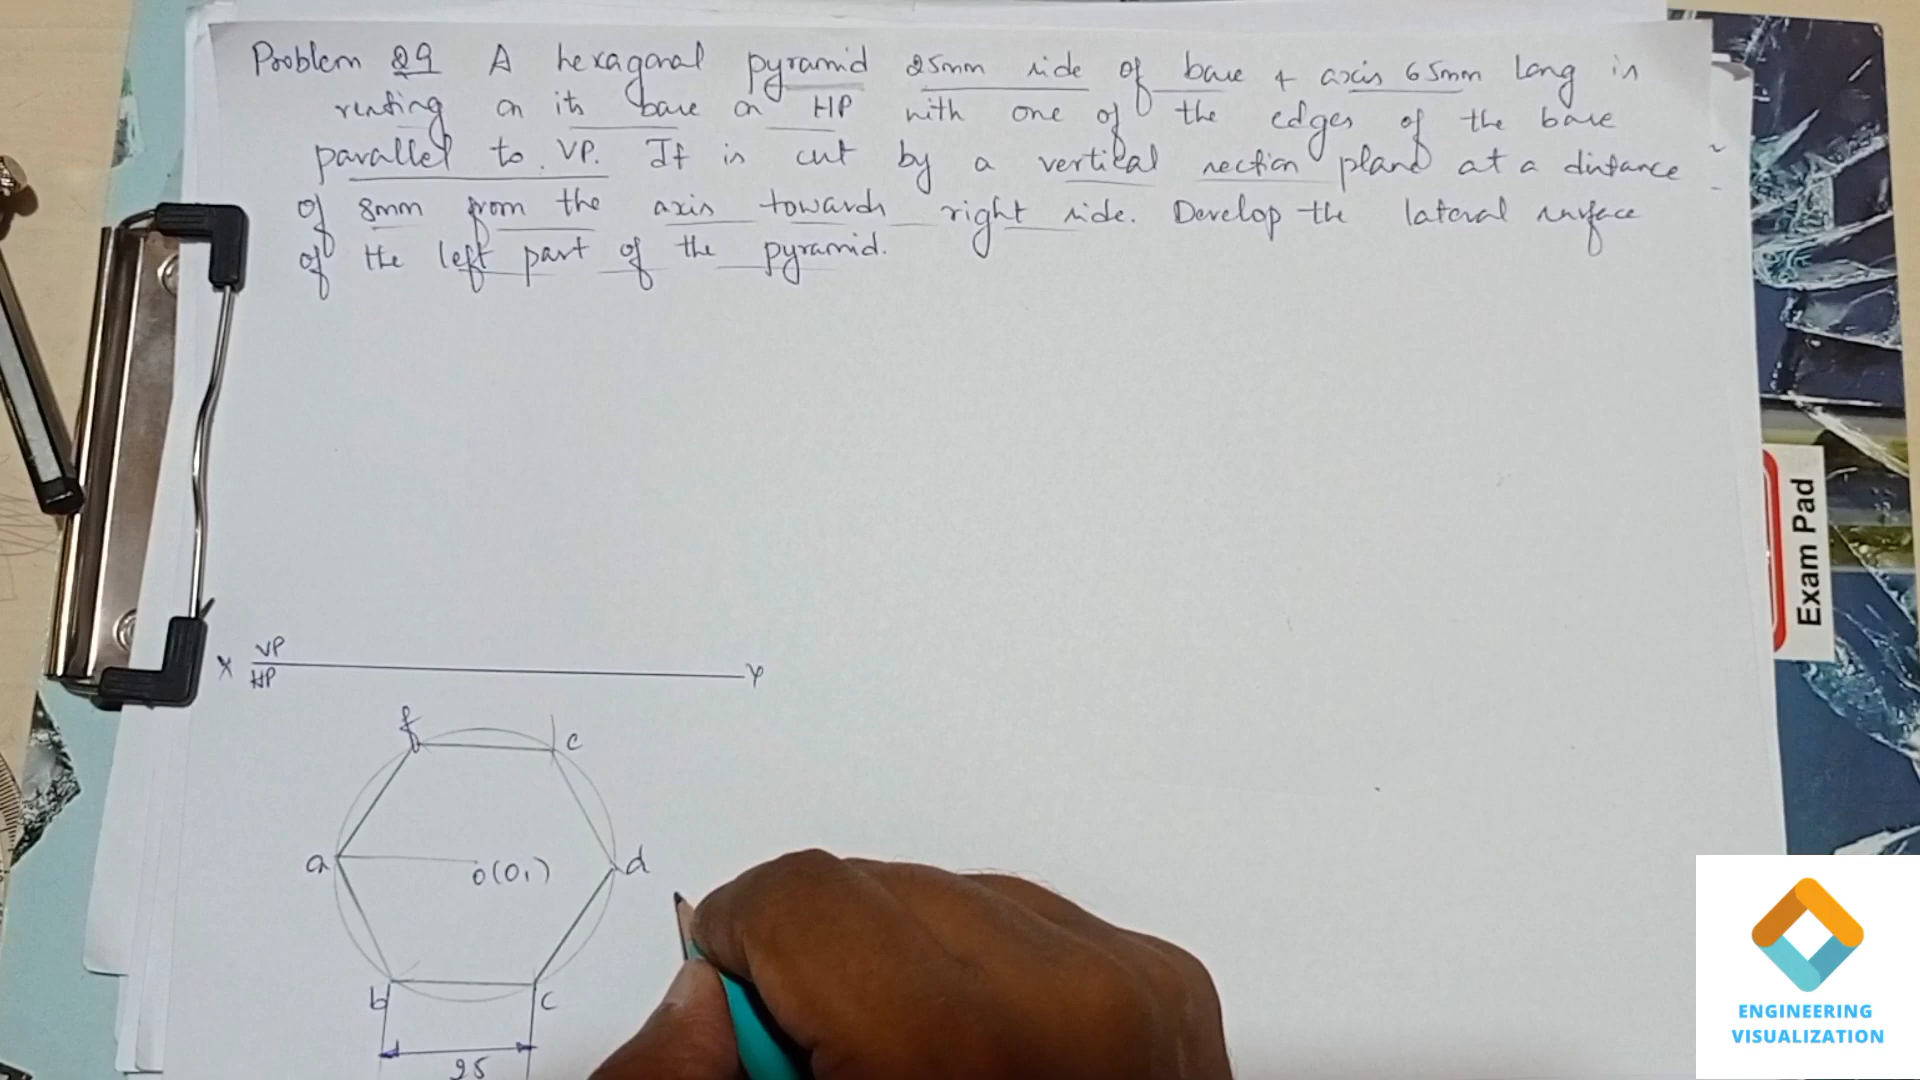 Problem 29 A hexagonal pyramid 25mm side of base & axis 65mm long is
resting on its base on HP with one of the edges of the base
parallel to VP. It is cut by a vertical section plane at a distance
of 8mm from the axis towards right side. Develop the lateral surface
of the left part of the pyramid.
X VP Y
HP
f c
a o(o₁) d
b c
25
Exam Pad
ENGINEERING
VISUALIZATION